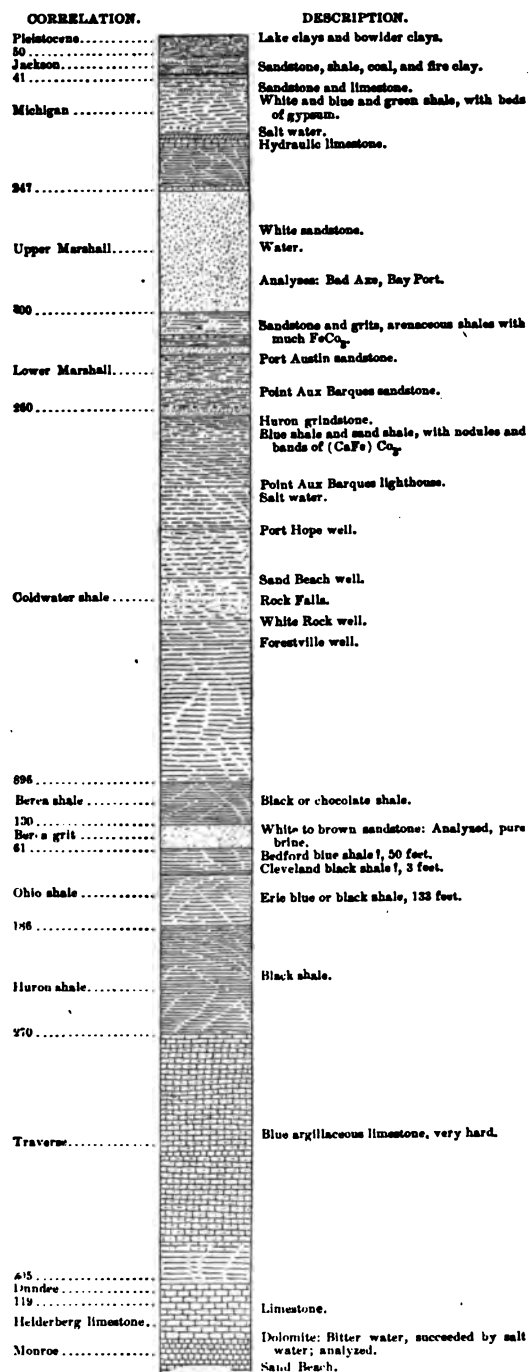 CORRELATION.
Pleistocene
50
Jackson
41
Michigan
247
Upper Marshall
300
Lower Marshall
260
Coldwater shale
896
Berea shale
130
Berea grit
61
Ohio shale
186
Huron shale
270
Traverse
Dundee
119
Helderberg limestone
Monroe
DESCRIPTION.
Lake clays and bowlder clays.
Sandstone, shale, coal, and fire clay.
Sandstone and limestone.
White and blue and green shale, with beds
of gypsum.
Salt water.
Hydraulic limestone.
White sandstone.
Water.
Analyses: Bad Axe, Bay Port.
Sandstone and grits, arenaceous shales with
much FeCo3.
Port Austin sandstone.
Point Aux Barques sandstone.
Huron grindstone.
Blue shale and sand shale, with nodules and
bands of (CaFe) Co3.
Point Aux Barques lighthouse.
Salt water.
Port Hope well.
Sand Beach well.
Rock Falls.
White Rock well.
Forestville well.
Black or chocolate shale.
White to brown sandstone: Analyzed, pure
brine.
Bedford blue shale?, 50 feet.
Cleveland black shale?, 3 feet.
Erie blue or black shale, 133 feet.
Black shale.
Blue argillaceous limestone, very hard.
Limestone.
Dolomite: Bitter water, succeeded by salt
water; analyzed.
Sand Beach.